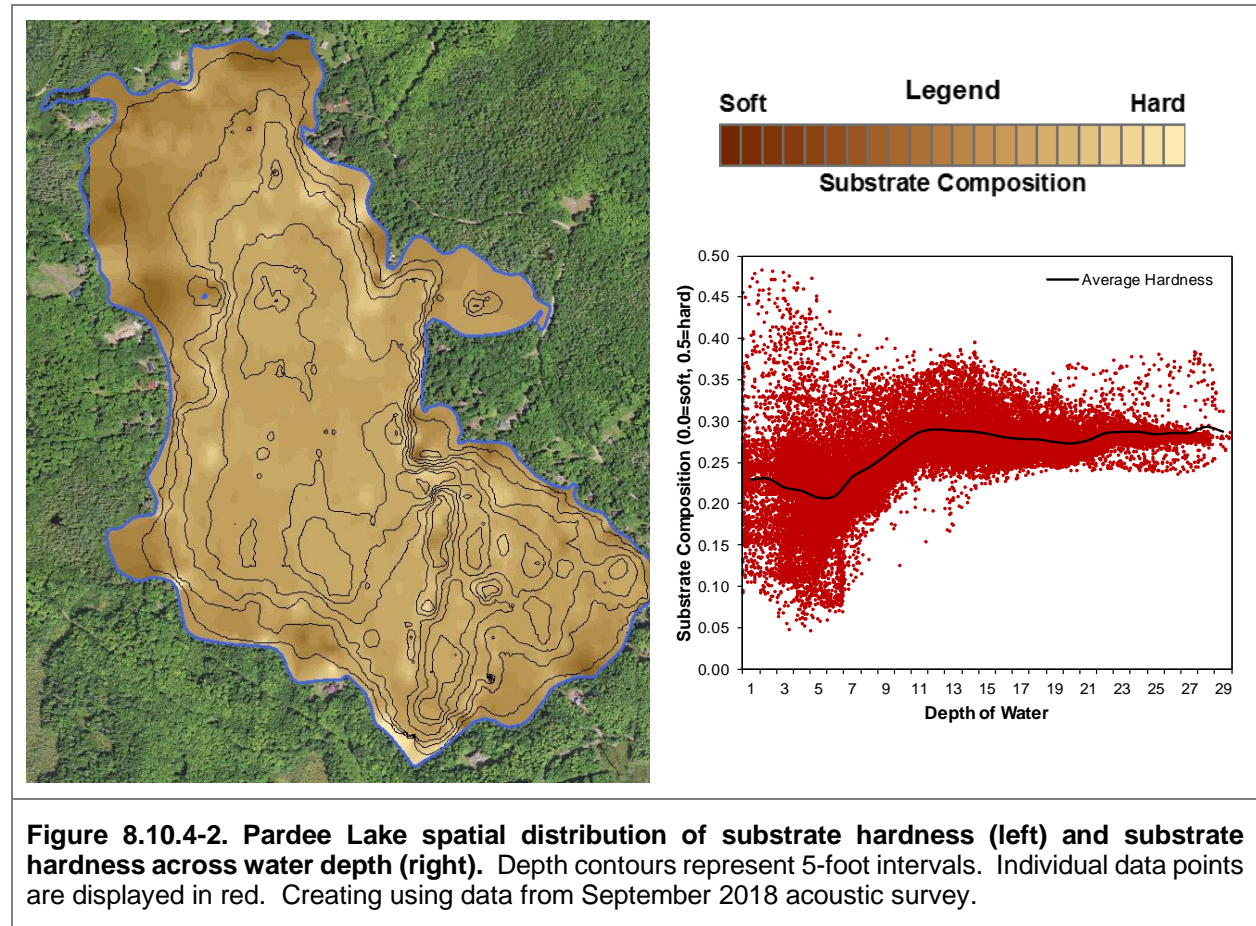 Legend
Soft Hard
Substrate Composition
0.50
0.45
0.40
0.35
0.30
0.25
0.20
0.15
0.10
0.05
0.00
Substrate Composition (0.0=soft, 0.5=hard)
Average Hardness
1 3 5 7 9 11 13 15 17 19 21 23 25 27 29
Depth of Water
Figure 8.10.4-2. Pardee Lake spatial distribution of substrate hardness (left) and substrate
hardness across water depth (right). Depth contours represent 5-foot intervals. Individual data points
are displayed in red. Creating using data from September 2018 acoustic survey.